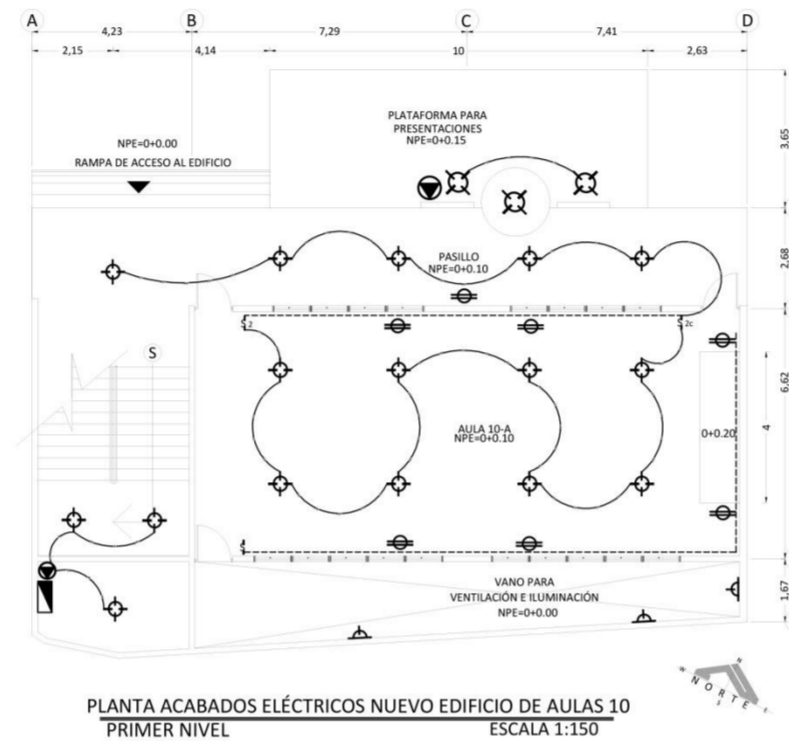 A
B
C
D
4,23
7,29
7,41
2,15
4,14
10
2,63
PLATAFORMA PARA
PRESENTACIONES
NPE=0+0.15
NPE=0+0.00
RAMPA DE ACCESO AL EDIFICIO
3,65
PASILLO
NPE=0+0.10
2,68
S 2
S 2c
S
AULA 10-A
NPE=0+0.10
0+0.20
4
6,62
S
VANO PARA
VENTILACIÓN E ILUMINACIÓN
NPE=0+0.00
1,67
N
W
E
S
NORTE
PLANTA ACABADOS ELÉCTRICOS NUEVO EDIFICIO DE AULAS 10
PRIMER NIVEL ESCALA 1:150